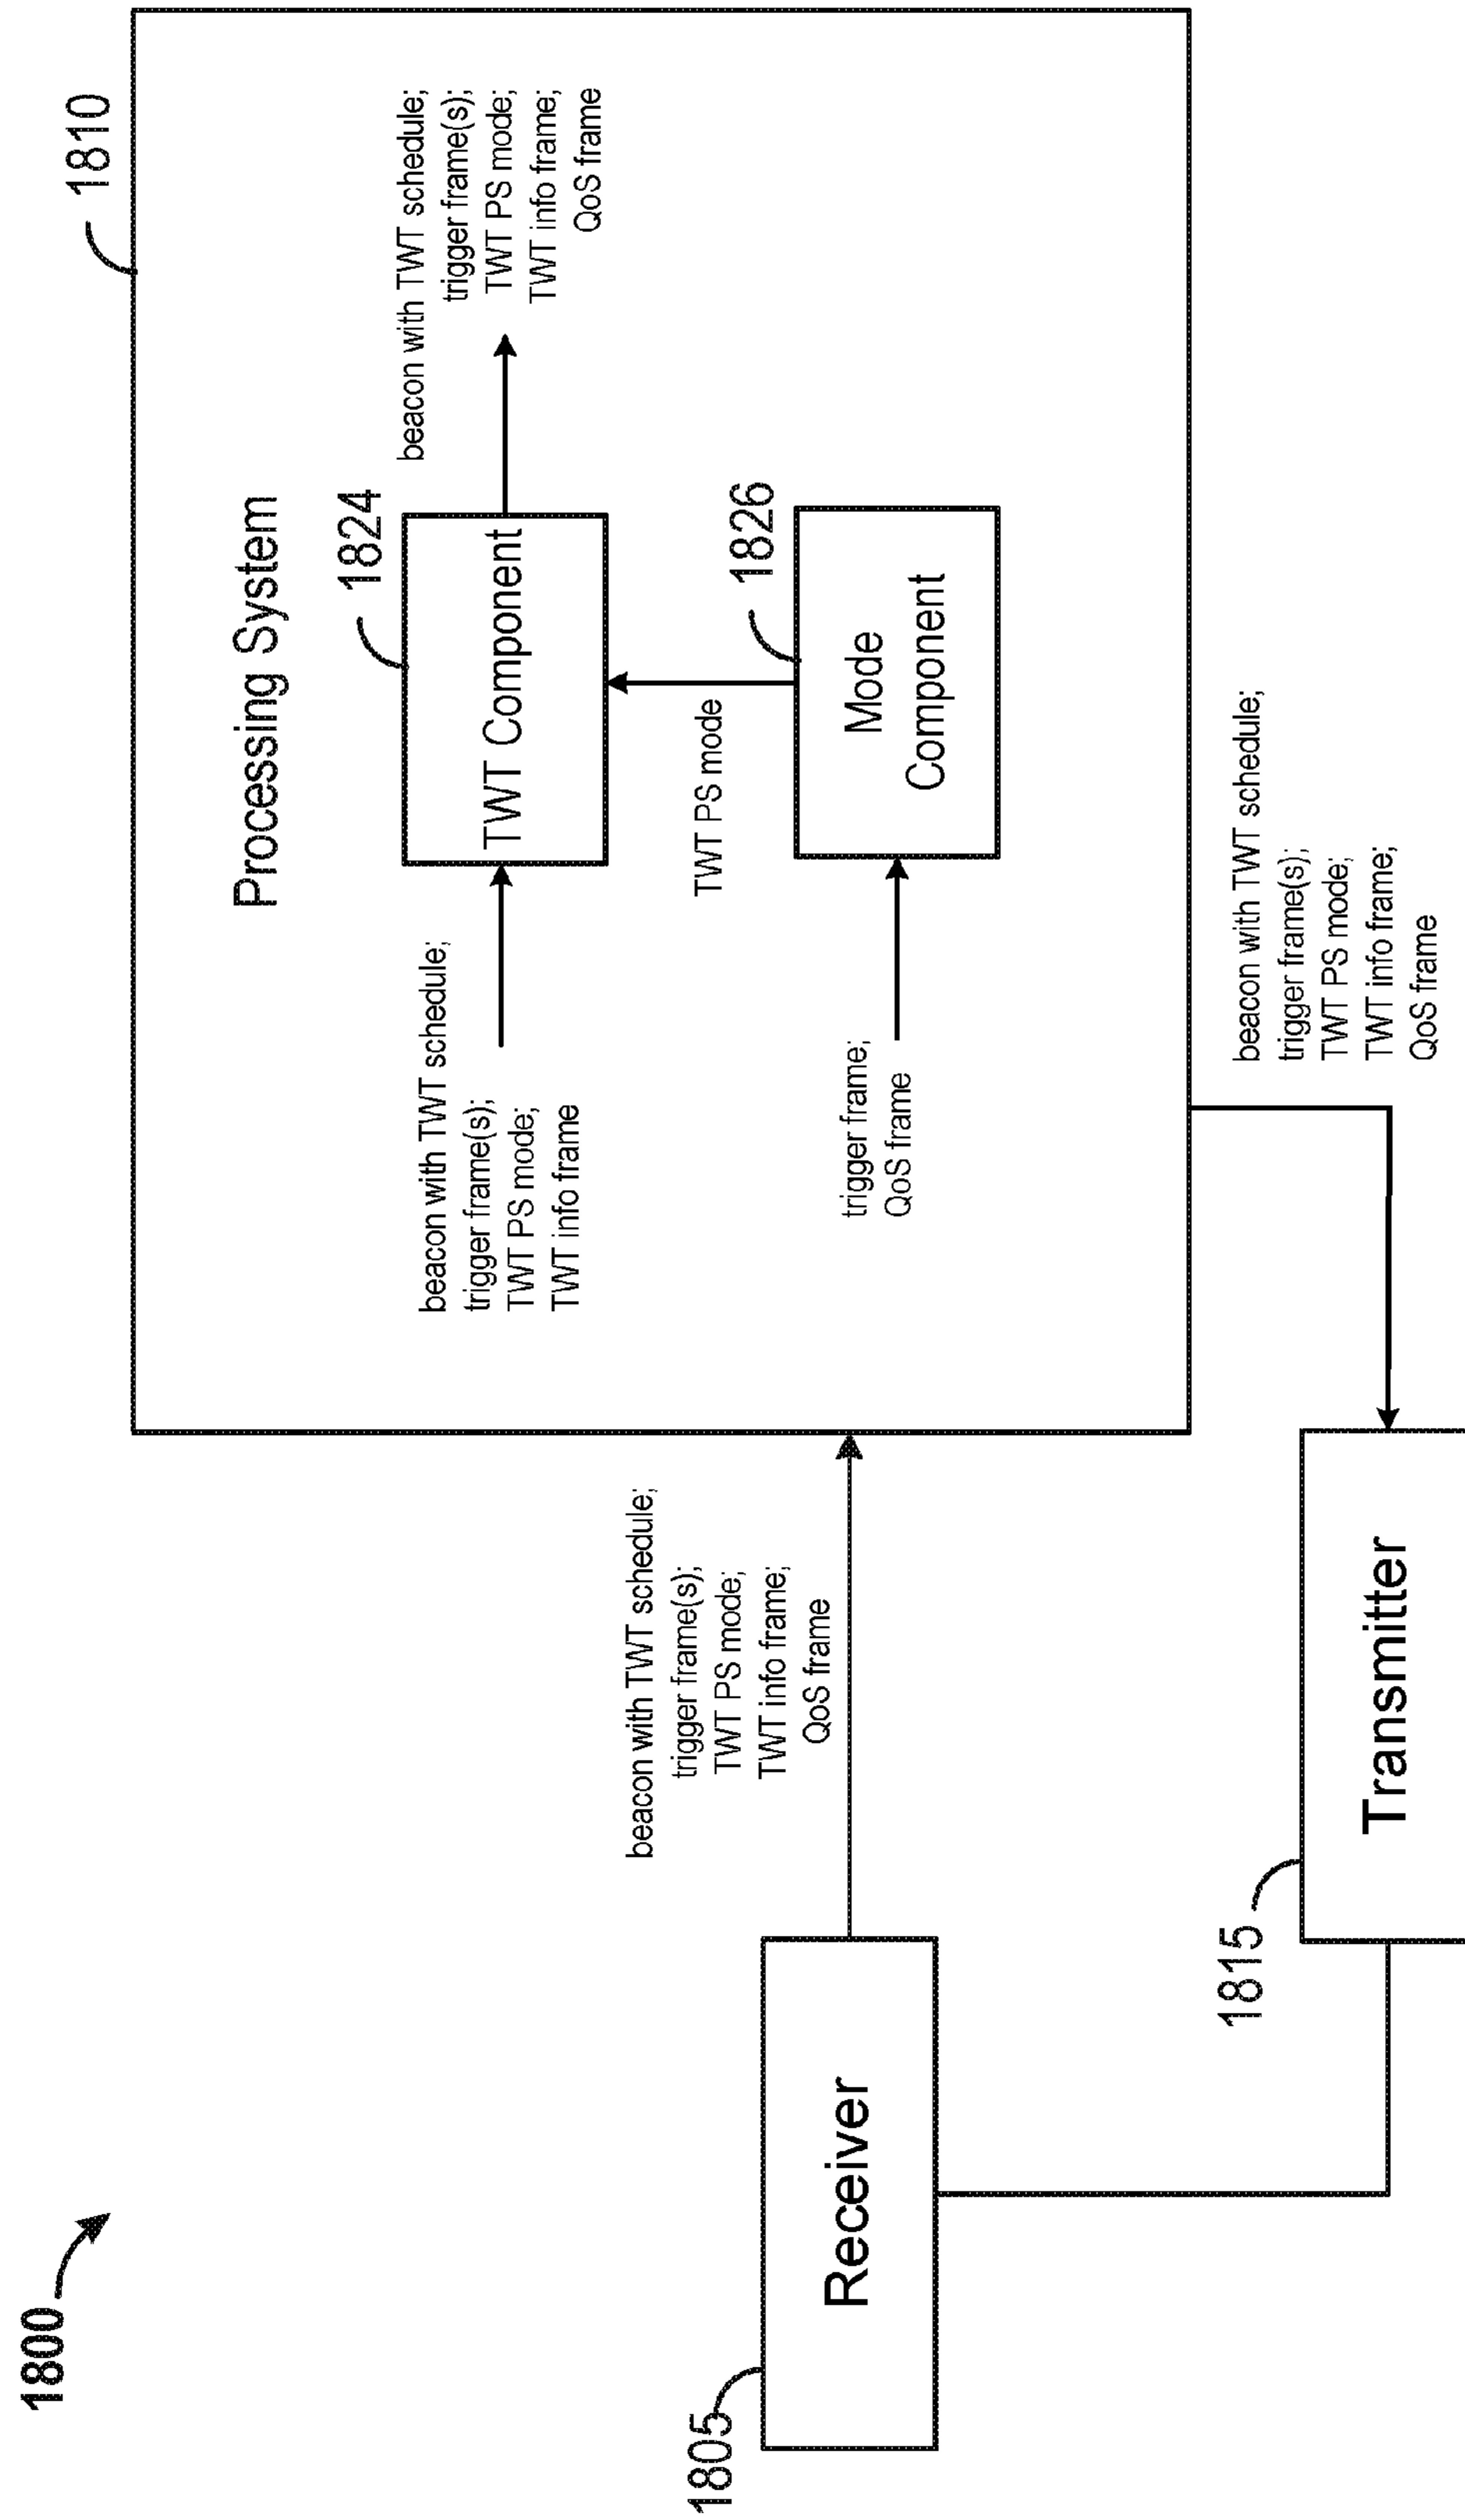 1800
1810
Processing System
1824
TWT Component
beacon with TWT schedule;
trigger frame(s);
TWT PS mode;
TWT info frame
beacon with TWT schedule;
trigger frame(s);
TWT PS mode;
TWT info frame;
QoS frame
TWT PS mode
1826
Mode
Component
trigger frame;
QoS frame
1805
Receiver
beacon with TWT schedule;
trigger frame(s);
TWT PS mode;
TWT info frame;
QoS frame
beacon with TWT schedule;
trigger frame(s);
TWT PS mode;
TWT info frame;
QoS frame
1815
Transmitter